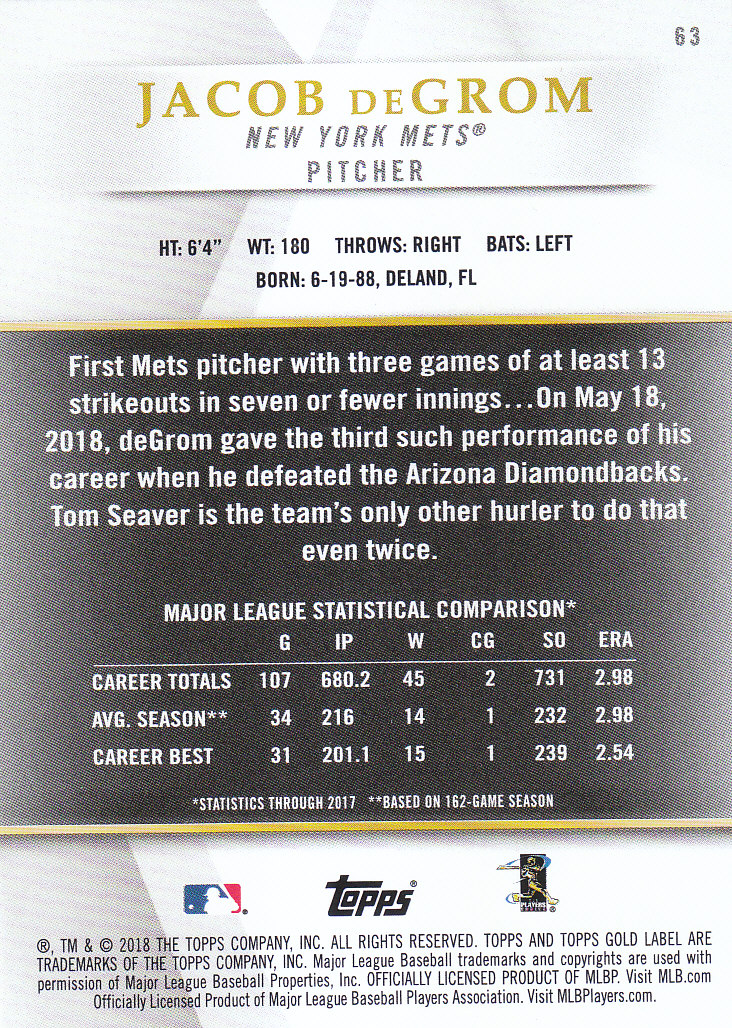 63
JACOB DEGROM
NEW YORK METS®
PITCHER
HT: 6'4" WT: 180 THROWS: RIGHT BATS: LEFT
BORN: 6-19-88, DELAND, FL
First Mets pitcher with three games of at least 13
strikeouts in seven or fewer innings...On May 18,
2018, deGrom gave the third such performance of his
career when he defeated the Arizona Diamondbacks.
Tom Seaver is the team's only other hurler to do that
even twice.
MAJOR LEAGUE STATISTICAL COMPARISON*
G IP W CG SO ERA
CAREER TOTALS 107 680.2 45 2 731 2.98
AVG. SEASON** 34 216 14 1 232 2.98
CAREER BEST 31 201.1 15 1 239 2.54
*STATISTICS THROUGH 2017 **BASED ON 162-GAME SEASON
Topps®
PLAYERS
®, TM & © 2018 THE TOPPS COMPANY, INC. ALL RIGHTS RESERVED. TOPPS AND TOPPS GOLD LABEL ARE
TRADEMARKS OF THE TOPPS COMPANY, INC. Major League Baseball trademarks and copyrights are used with
permission of Major League Baseball Properties, Inc. OFFICIALLY LICENSED PRODUCT OF MLBP. Visit MLB.com
Officially Licensed Product of Major League Baseball Players Association. Visit MLBPlayers.com.